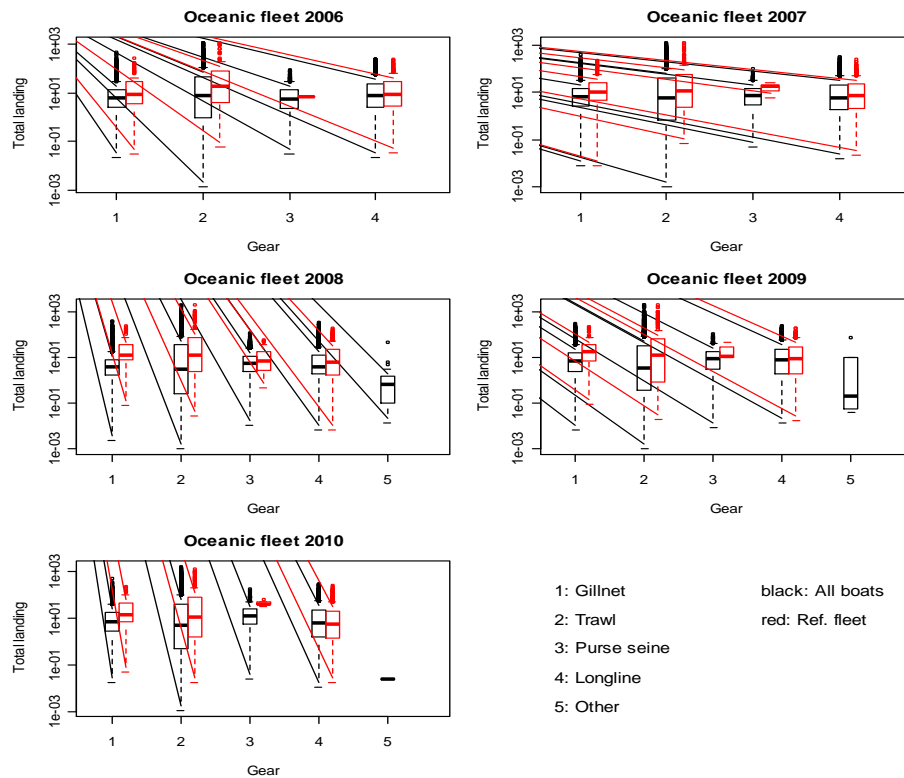 Oceanic fleet 2006
Total landing
1e+03
1e+01
1e-01
1e-03
1 2 3 4
Gear
Oceanic fleet 2007
Total landing
1e+03
1e+01
1e-01
1e-03
1 2 3 4
Gear
Oceanic fleet 2008
Total landing
1e+03
1e+01
1e-01
1e-03
1 2 3 4 5
Gear
Oceanic fleet 2009
Total landing
1e+03
1e+01
1e-01
1e-03
1 2 3 4 5
Gear
Oceanic fleet 2010
Total landing
1e+03
1e+01
1e-01
1e-03
1 2 3 4 5
Gear
1: Gillnet
2: Trawl
3: Purse seine
4: Longline
5: Other
black: All boats
red: Ref. fleet